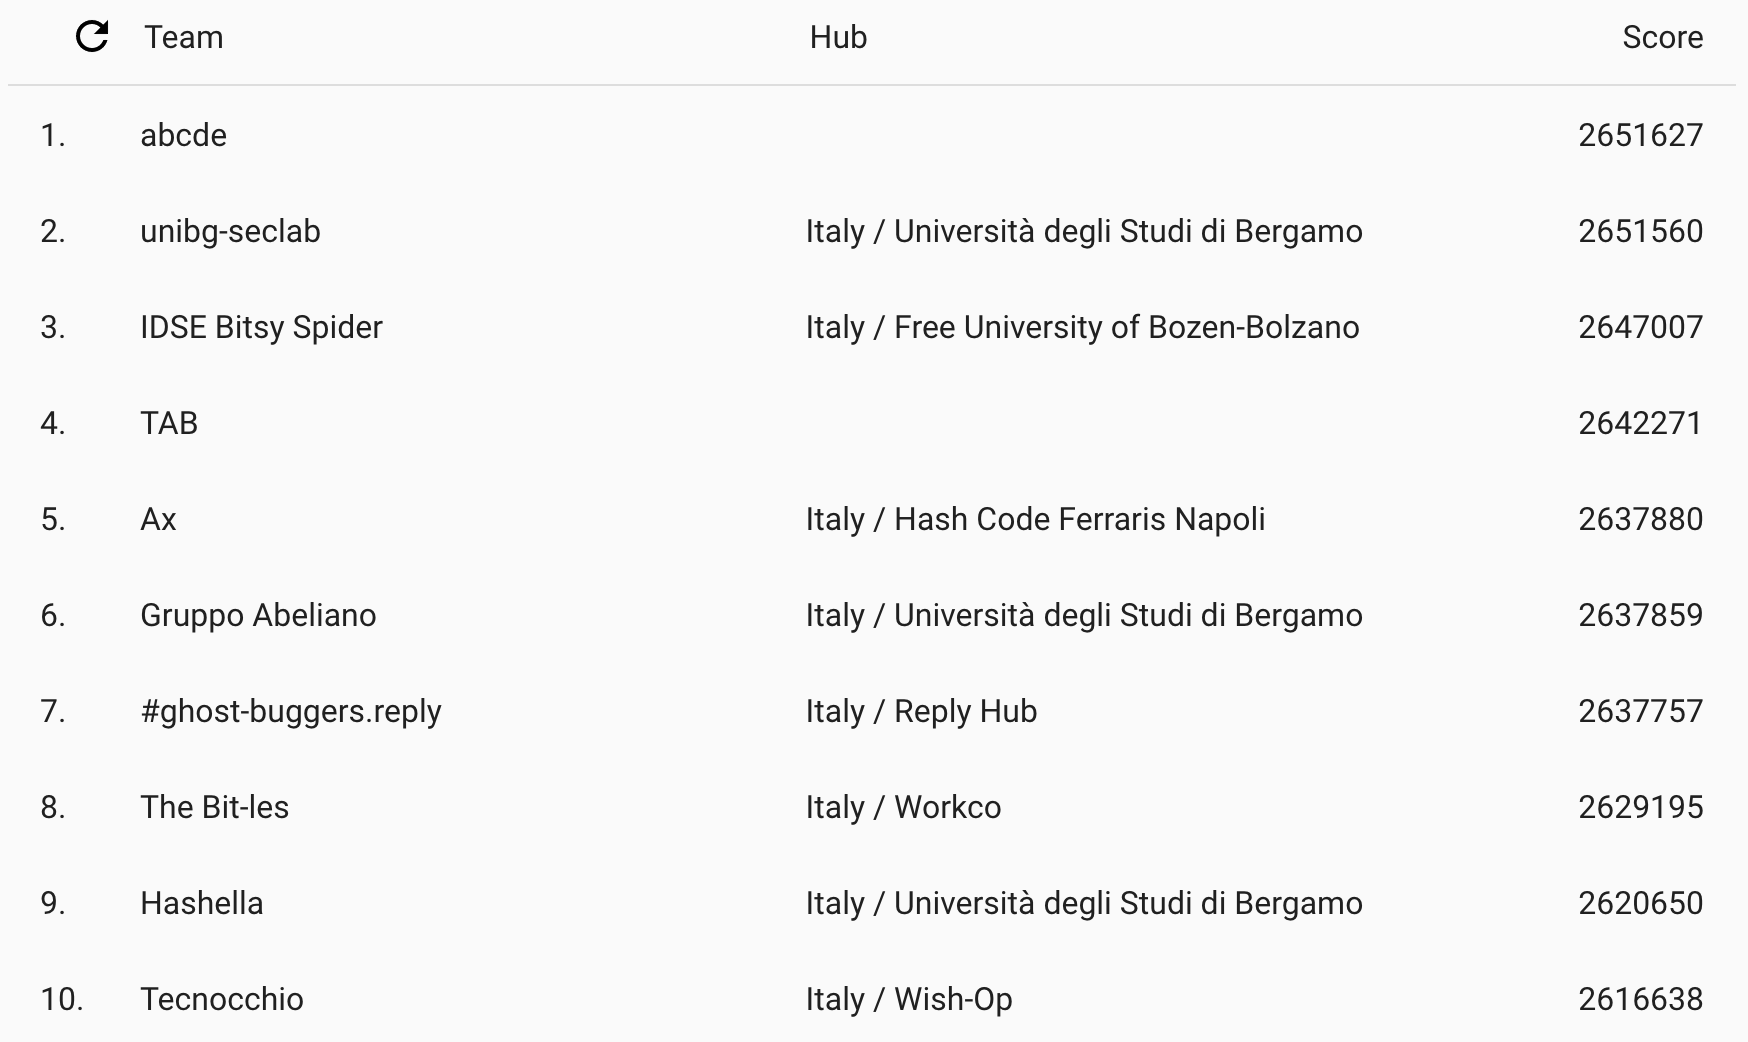 Team Hub Score
1. abcde 2651627
2. unibg-seclab Italy / Università degli Studi di Bergamo 2651560
3. IDSE Bitsy Spider Italy / Free University of Bozen-Bolzano 2647007
4. TAB 2642271
5. Ax Italy / Hash Code Ferraris Napoli 2637880
6. Gruppo Abeliano Italy / Università degli Studi di Bergamo 2637859
7. #ghost-buggers.reply Italy / Reply Hub 2637757
8. The Bit-les Italy / Workco 2629195
9. Hashella Italy / Università degli Studi di Bergamo 2620650
10. Tecnocchio Italy / Wish-Op 2616638